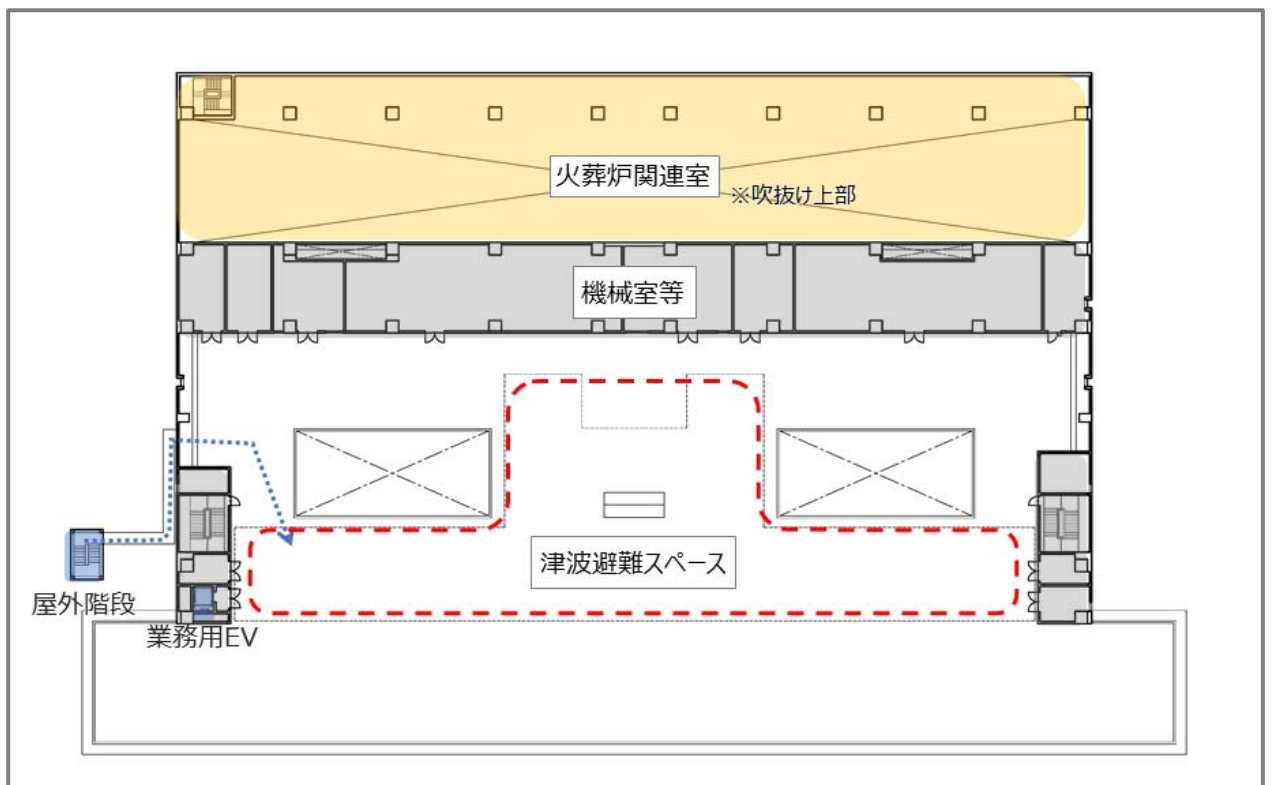 火葬炉関連室
※吹抜け上部
機械室等
津波避難スペース
屋外階段
業務用EV